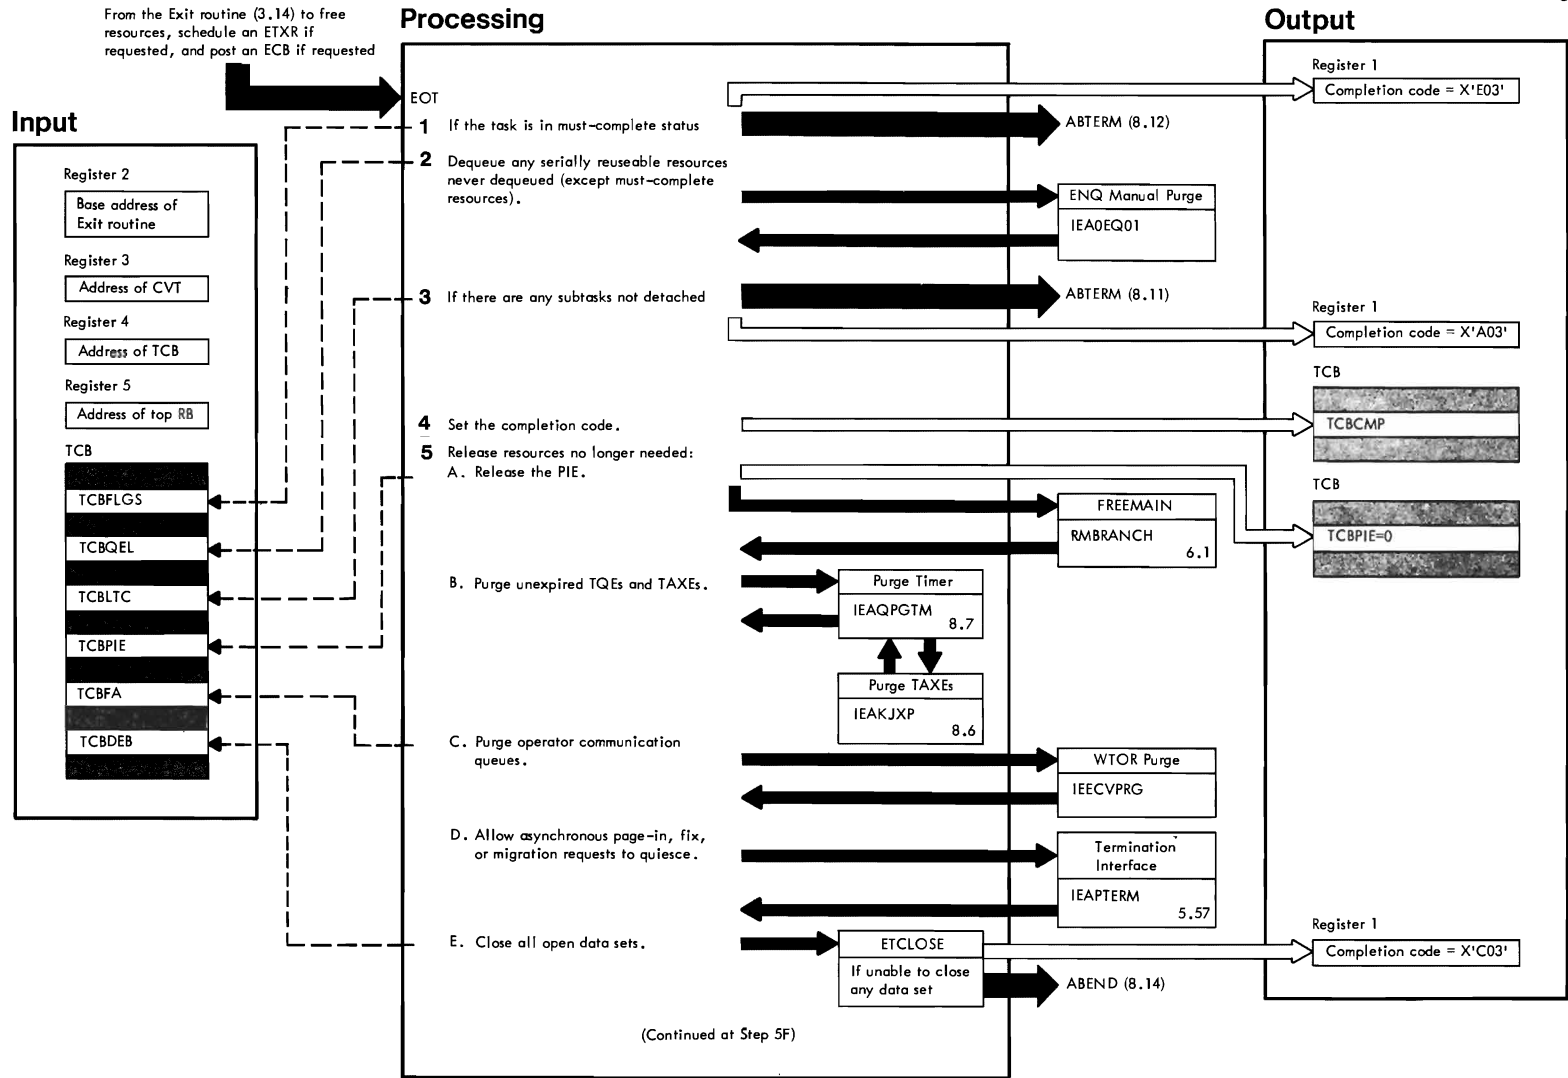 From the Exit routine (3.14) to free
resources, schedule an ETXR if
requested, and post an ECB if requested
Processing
Output
Input
Register 2
Base address of
Exit routine
Register 3
Address of CVT
Register 4
Address of TCB
Register 5
Address of top RB
TCB
TCBFLGS
TCBQEL
TCBLTC
TCBPIE
TCBFA
TCBDEB
EOT
1 If the task is in must-complete status
ABTERM (8.12)
2 Dequeue any serially reuseable resources
never dequeued (except must-complete
resources).
ENQ Manual Purge
IEA0EQ01
3 If there are any subtasks not detached
ABTERM (8.11)
4 Set the completion code.
5 Release resources no longer needed:
A. Release the PIE.
FREEMAIN
RMBRANCH
6.1
B. Purge unexpired TQEs and TAXEs.
Purge Timer
IEAQPGTM
8.7
Purge TAXEs
IEAKJXP
8.6
C. Purge operator communication
queues.
WTOR Purge
IEECVPRG
D. Allow asynchronous page-in, fix,
or migration requests to quiesce.
Termination
Interface
IEAPTERM
5.57
E. Close all open data sets.
ETCLOSE
If unable to close
any data set
ABEND (8.14)
(Continued at Step 5F)
Register 1
Completion code = X'E03'
Register 1
Completion code = X'A03'
TCB
TCBCMP
TCB
TCBPIE=0
Register 1
Completion code = X'C03'